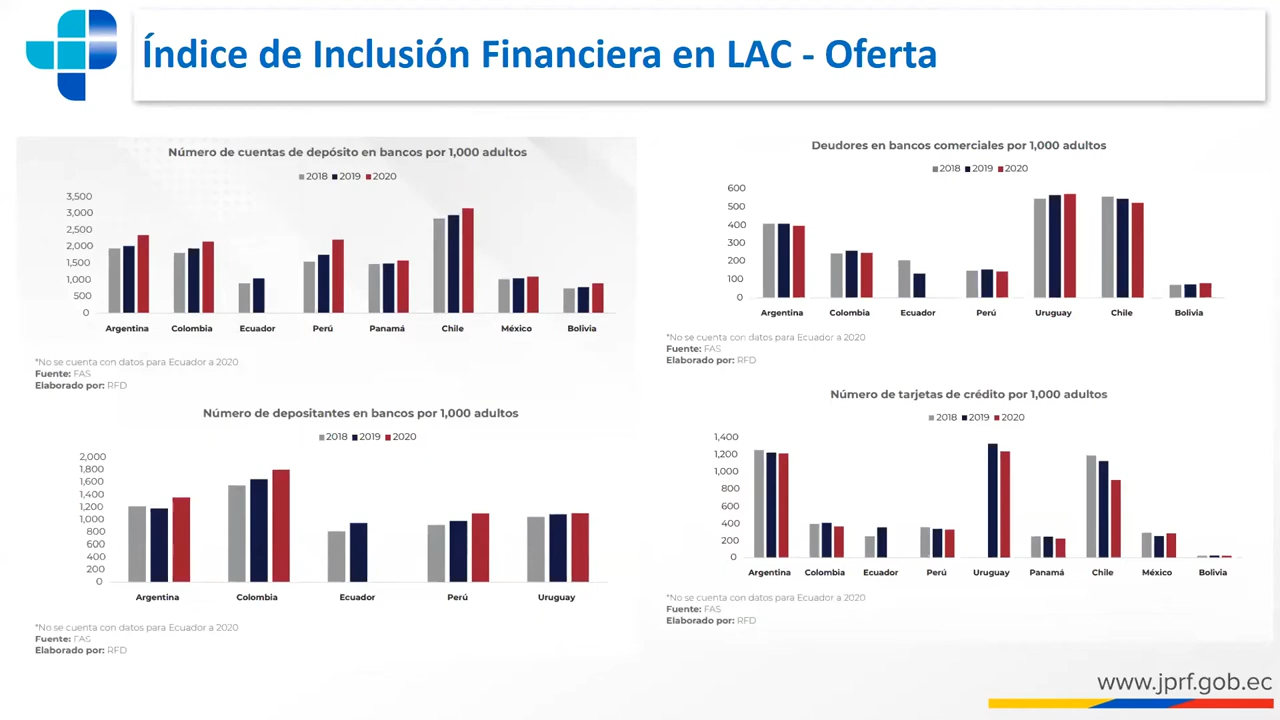 Índice de Inclusión Financiera en LAC - Oferta
Número de cuentas de depósito en bancos por 1,000 adultos
2018 2019 2020
3,500
3,000
2,500
2,000
1,500
1,000
500
0
Argentina Colombia Ecuador Perú Panamá Chile México Bolivia
*No se cuenta con datos para Ecuador a 2020
Fuente: FAS
Elaborado por: RFD
Número de depositantes en bancos por 1,000 adultos
2018 2019 2020
2,000
1,800
1,600
1,400
1,200
1,000
800
600
400
200
0
Argentina Colombia Ecuador Perú Uruguay
*No se cuenta con datos para Ecuador a 2020
Fuente: FAS
Elaborado por: RFD
Deudores en bancos comerciales por 1,000 adultos
2018 2019 2020
600
500
400
300
200
100
0
Argentina Colombia Ecuador Perú Uruguay Chile Bolivia
*No se cuenta con datos para Ecuador a 2020
Fuente: FAS
Elaborado por: RFD
Número de tarjetas de crédito por 1,000 adultos
2018 2019 2020
1,400
1,200
1,000
800
600
400
200
0
Argentina Colombia Ecuador Perú Uruguay Panamá Chile México Bolivia
*No se cuenta con datos para Ecuador a 2020
Fuente: FAS
Elaborado por: RFD
www.jprf.gob.ec